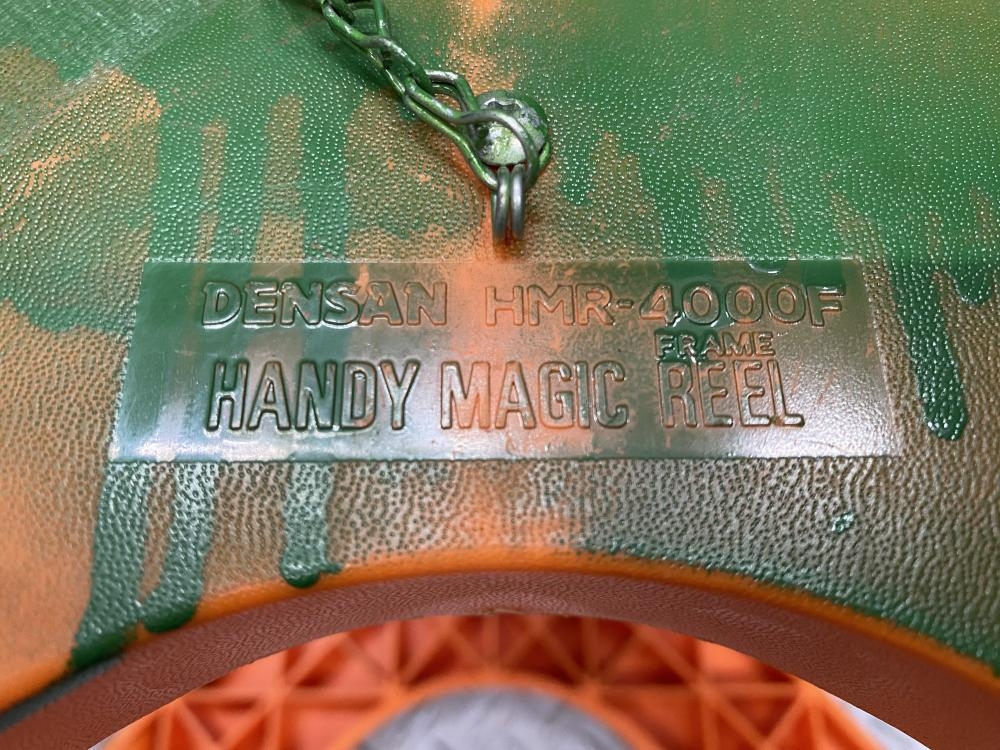 DENSAN HMR-4000F
FRAME
HANDY MAGIC REEL